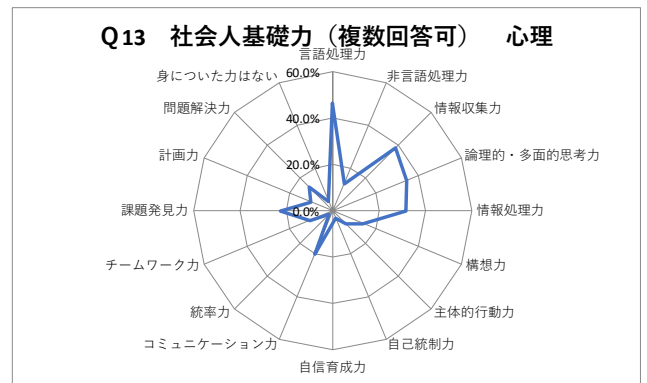 Q13 社会人基礎力（複数回答可） 心理
言語処理力
非言語処理力
情報収集力
論理的・多面的思考力
情報処理力
構想力
主体的行動力
自己統制力
自信育成力
コミュニケーション力
統率力
チームワーク力
課題発見力
計画力
問題解決力
身についた力はない
60.0%
40.0%
20.0%
0.0%